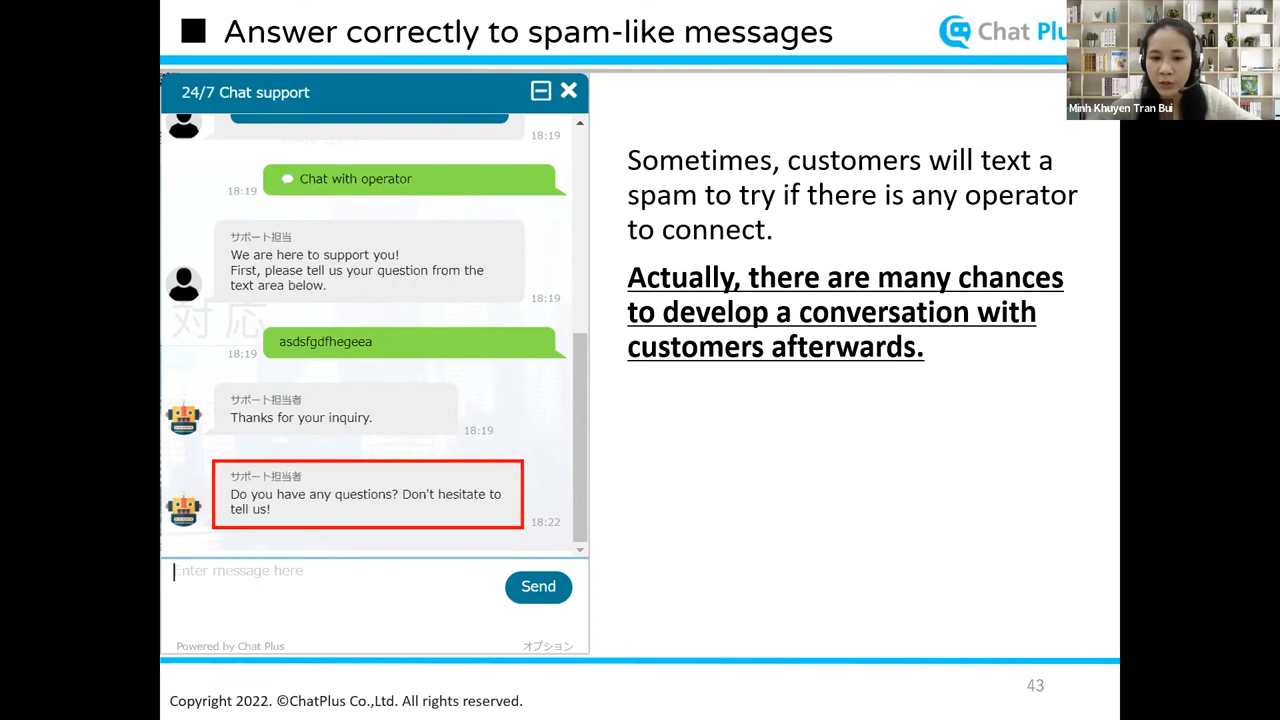 ■ Answer correctly to spam-like messages
Chat Plu
Minh Khuyen Tran Bui
24/7 Chat support
18:19
Chat with operator
18:19
サポート担当
We are here to support you!
First, please tell us your question from the
text area below.
18:19
対応
asdsfgdfhegeea
18:19
サポート担当者
Thanks for your inquiry.
18:19
サポート担当者
Do you have any questions? Don't hesitate to
tell us!
18:22
Enter message here
Send
Powered by Chat Plus
オプション
Sometimes, customers will text a
spam to try if there is any operator
to connect.
Actually, there are many chances
to develop a conversation with
customers afterwards.
43
Copyright 2022. ©ChatPlus Co.,Ltd. All rights reserved.